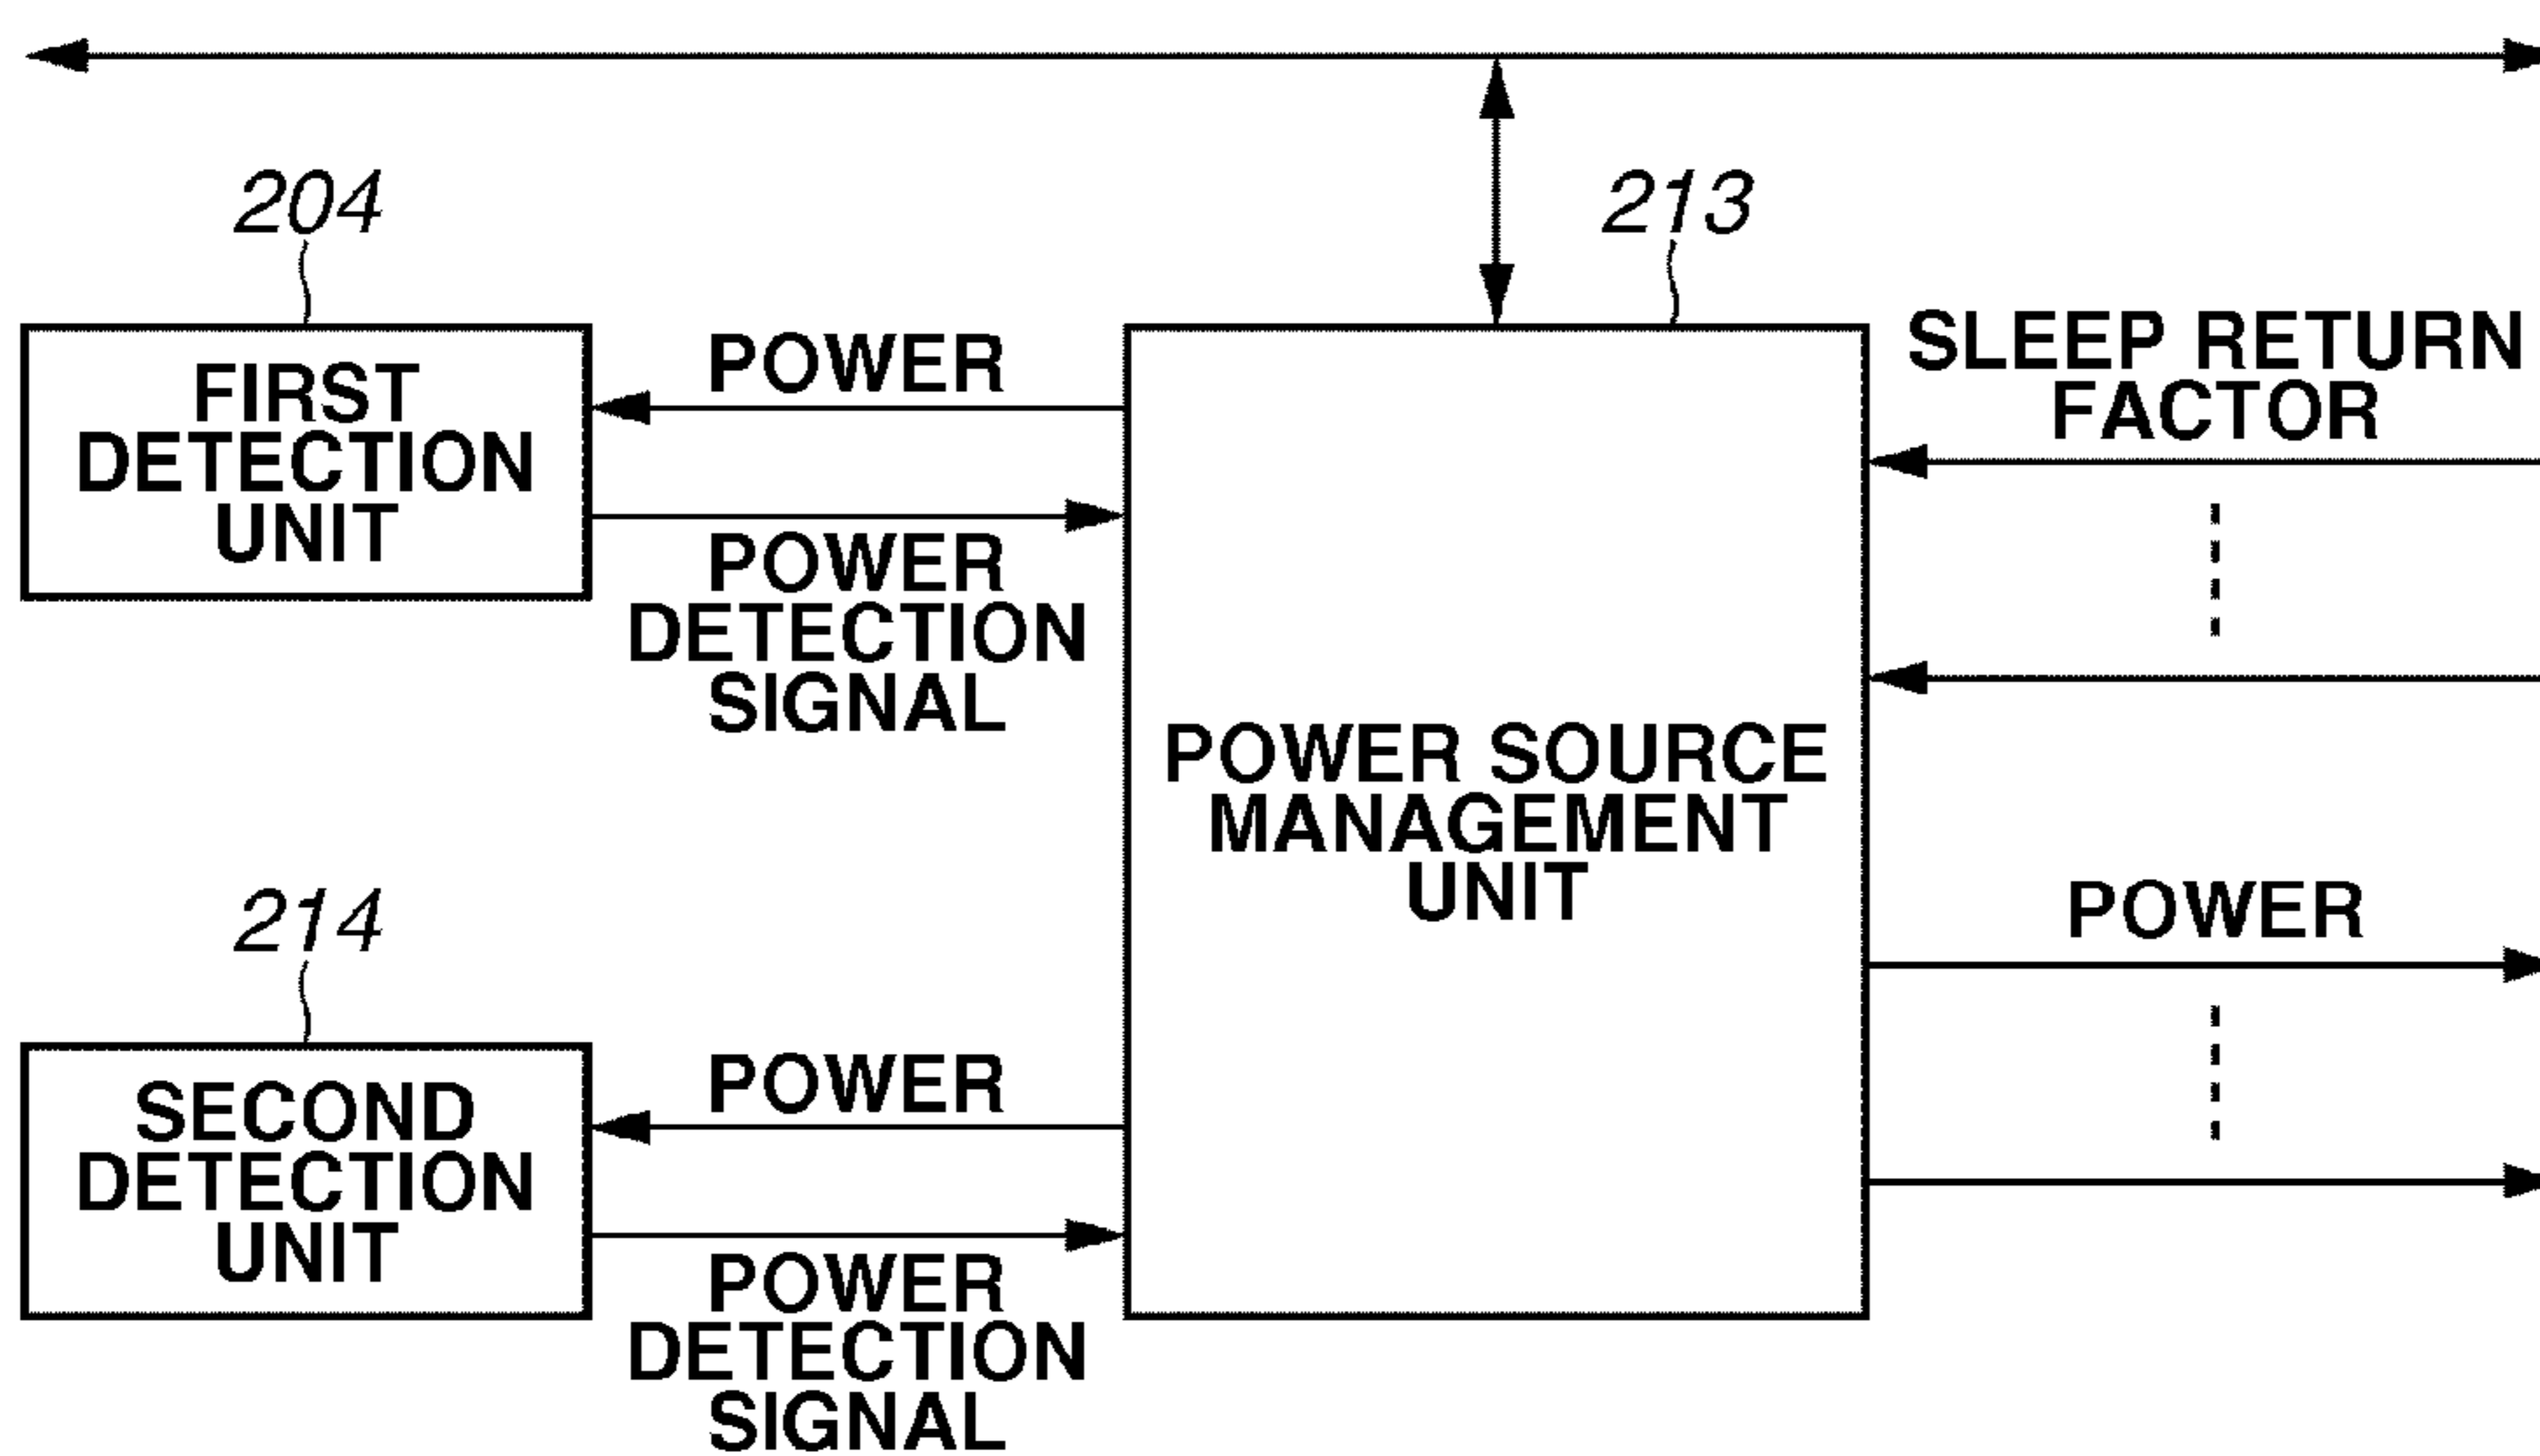 204
213
FIRST
DETECTION
UNIT
POWER
POWER
DETECTION
SIGNAL
SLEEP RETURN
FACTOR
POWER SOURCE
MANAGEMENT
UNIT
POWER
214
SECOND
DETECTION
UNIT
POWER
POWER
DETECTION
SIGNAL